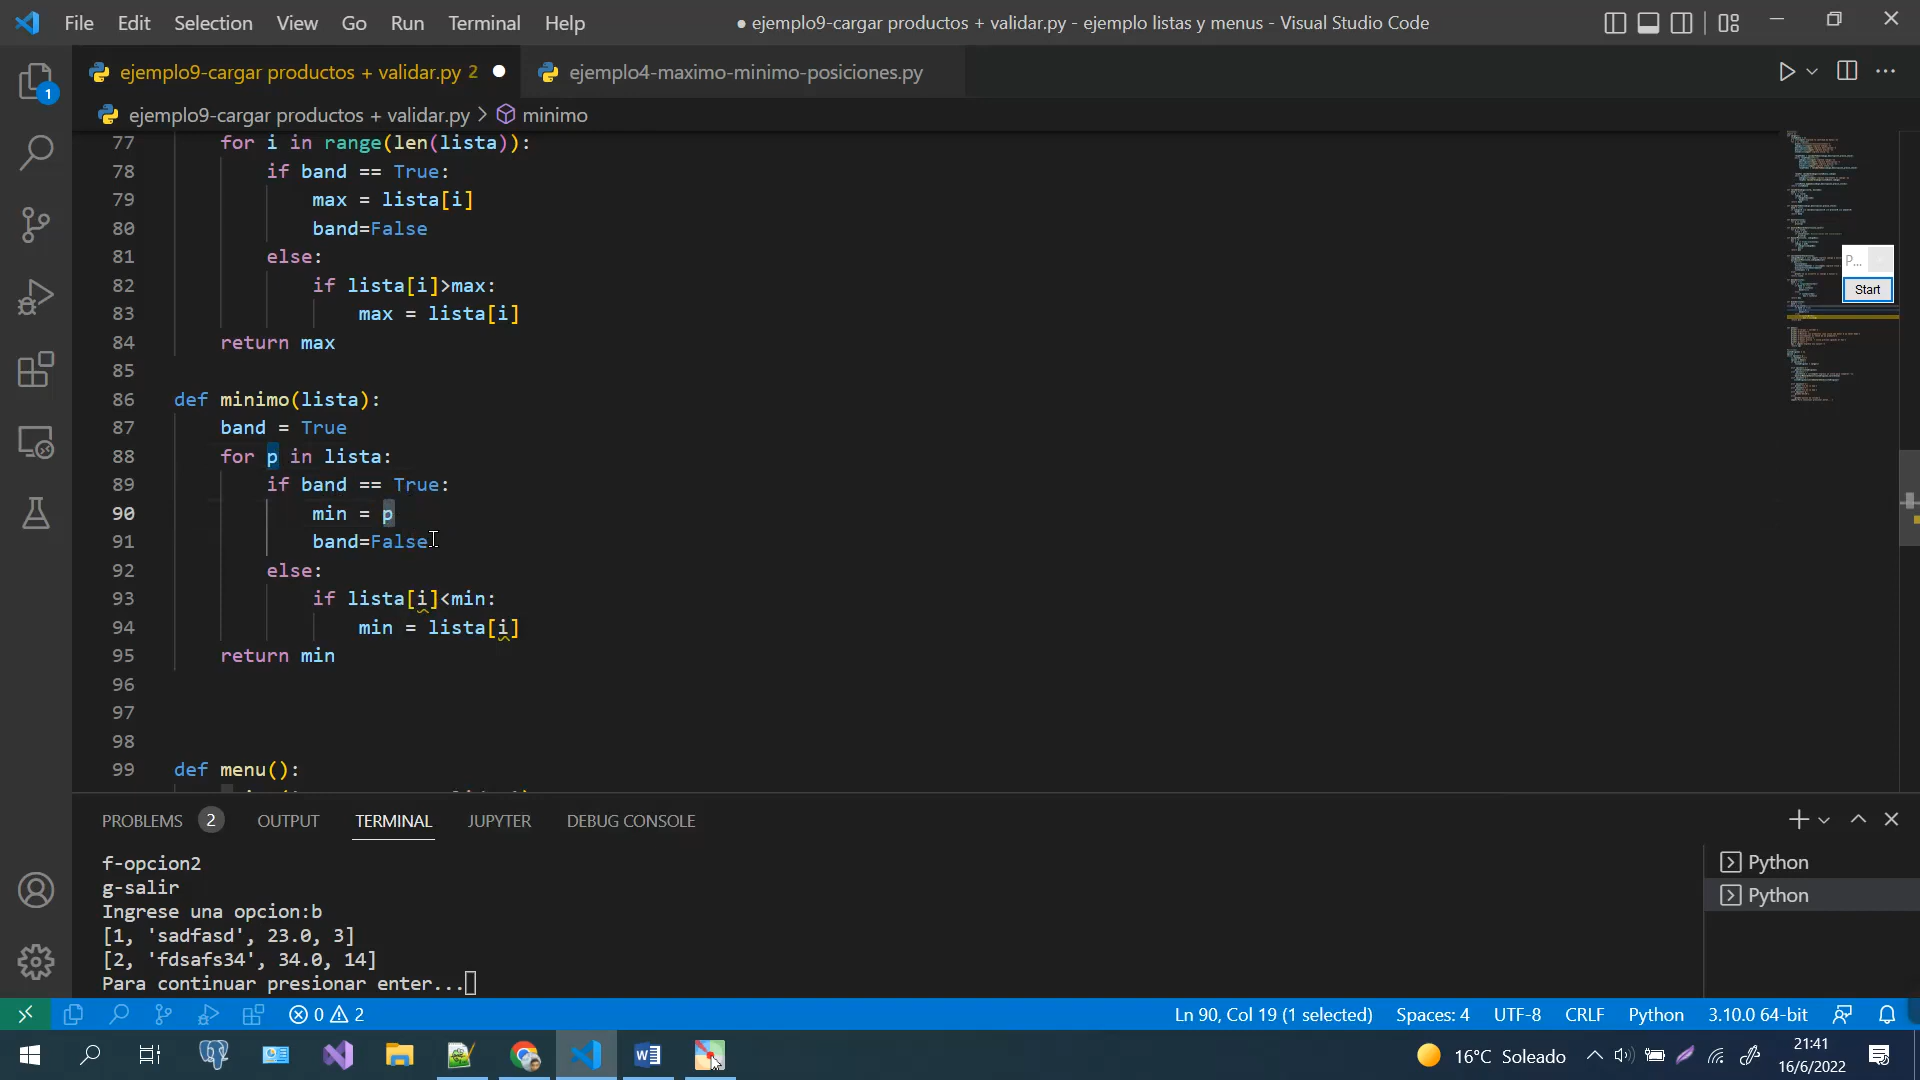 File Edit Selection View Go Run Terminal Help
● ejemplo9-cargar productos + validar.py - ejemplo listas y menus - Visual Studio Code
ejemplo9-cargar productos + validar.py 2
ejemplo4-maximo-minimo-posiciones.py
ejemplo9-cargar productos + validar.py > minimo
1
77 for i in range(len(lista)):
78 if band == True:
79 max = lista[i]
80 band=False
81 else:
82 if lista[i]>max:
83 max = lista[i]
84 return max
85
86 def minimo(lista):
87 band = True
88 for p in lista:
89 if band == True:
90 min = p
91 band=False
92 else:
93 if lista[i]<min:
94 min = lista[i]
95 return min
96
97
98
99 def menu():
P...
Start
PROBLEMS 2 OUTPUT TERMINAL JUPYTER DEBUG CONSOLE
f-opcion2
g-salir
Ingrese una opcion:b
[1, 'sadfasd', 23.0, 3]
[2, 'fdsafs34', 34.0, 14]
Para continuar presionar enter...
Python
Python
0 2
Ln 90, Col 19 (1 selected) Spaces: 4 UTF-8 CRLF Python 3.10.0 64-bit
16°C Soleado
21:41
16/6/2022